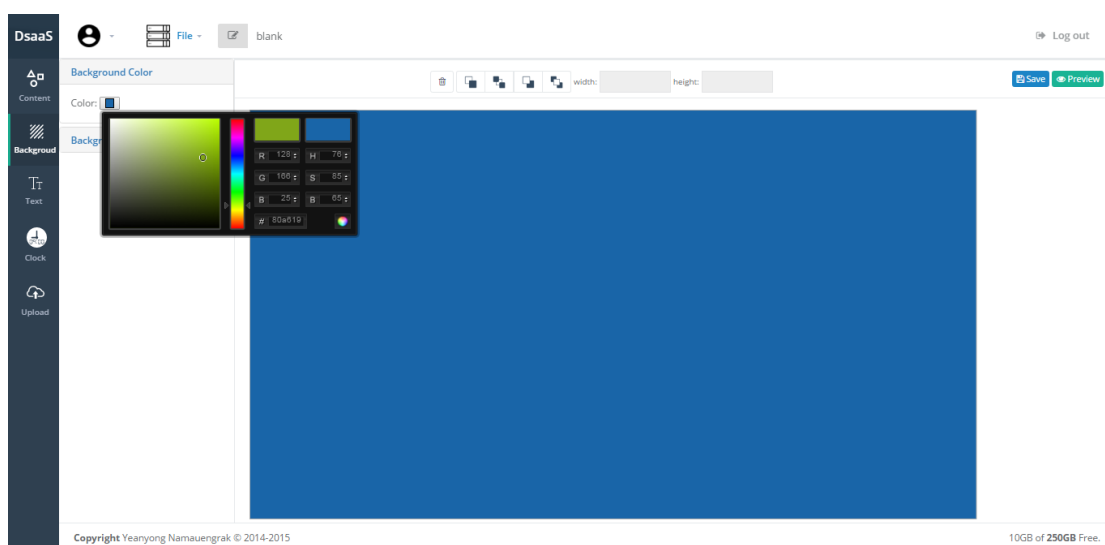 DsaaS
File
blank
Log out
Content
Backgroud
Text
Clock
Upload
Background Color
Color:
width:
height:
Save
Preview
R 128 H 76
G 166 S 85
B 25 B 65
# 80a619
Copyright Yeanyong Namauengrak © 2014-2015
10GB of 250GB Free.